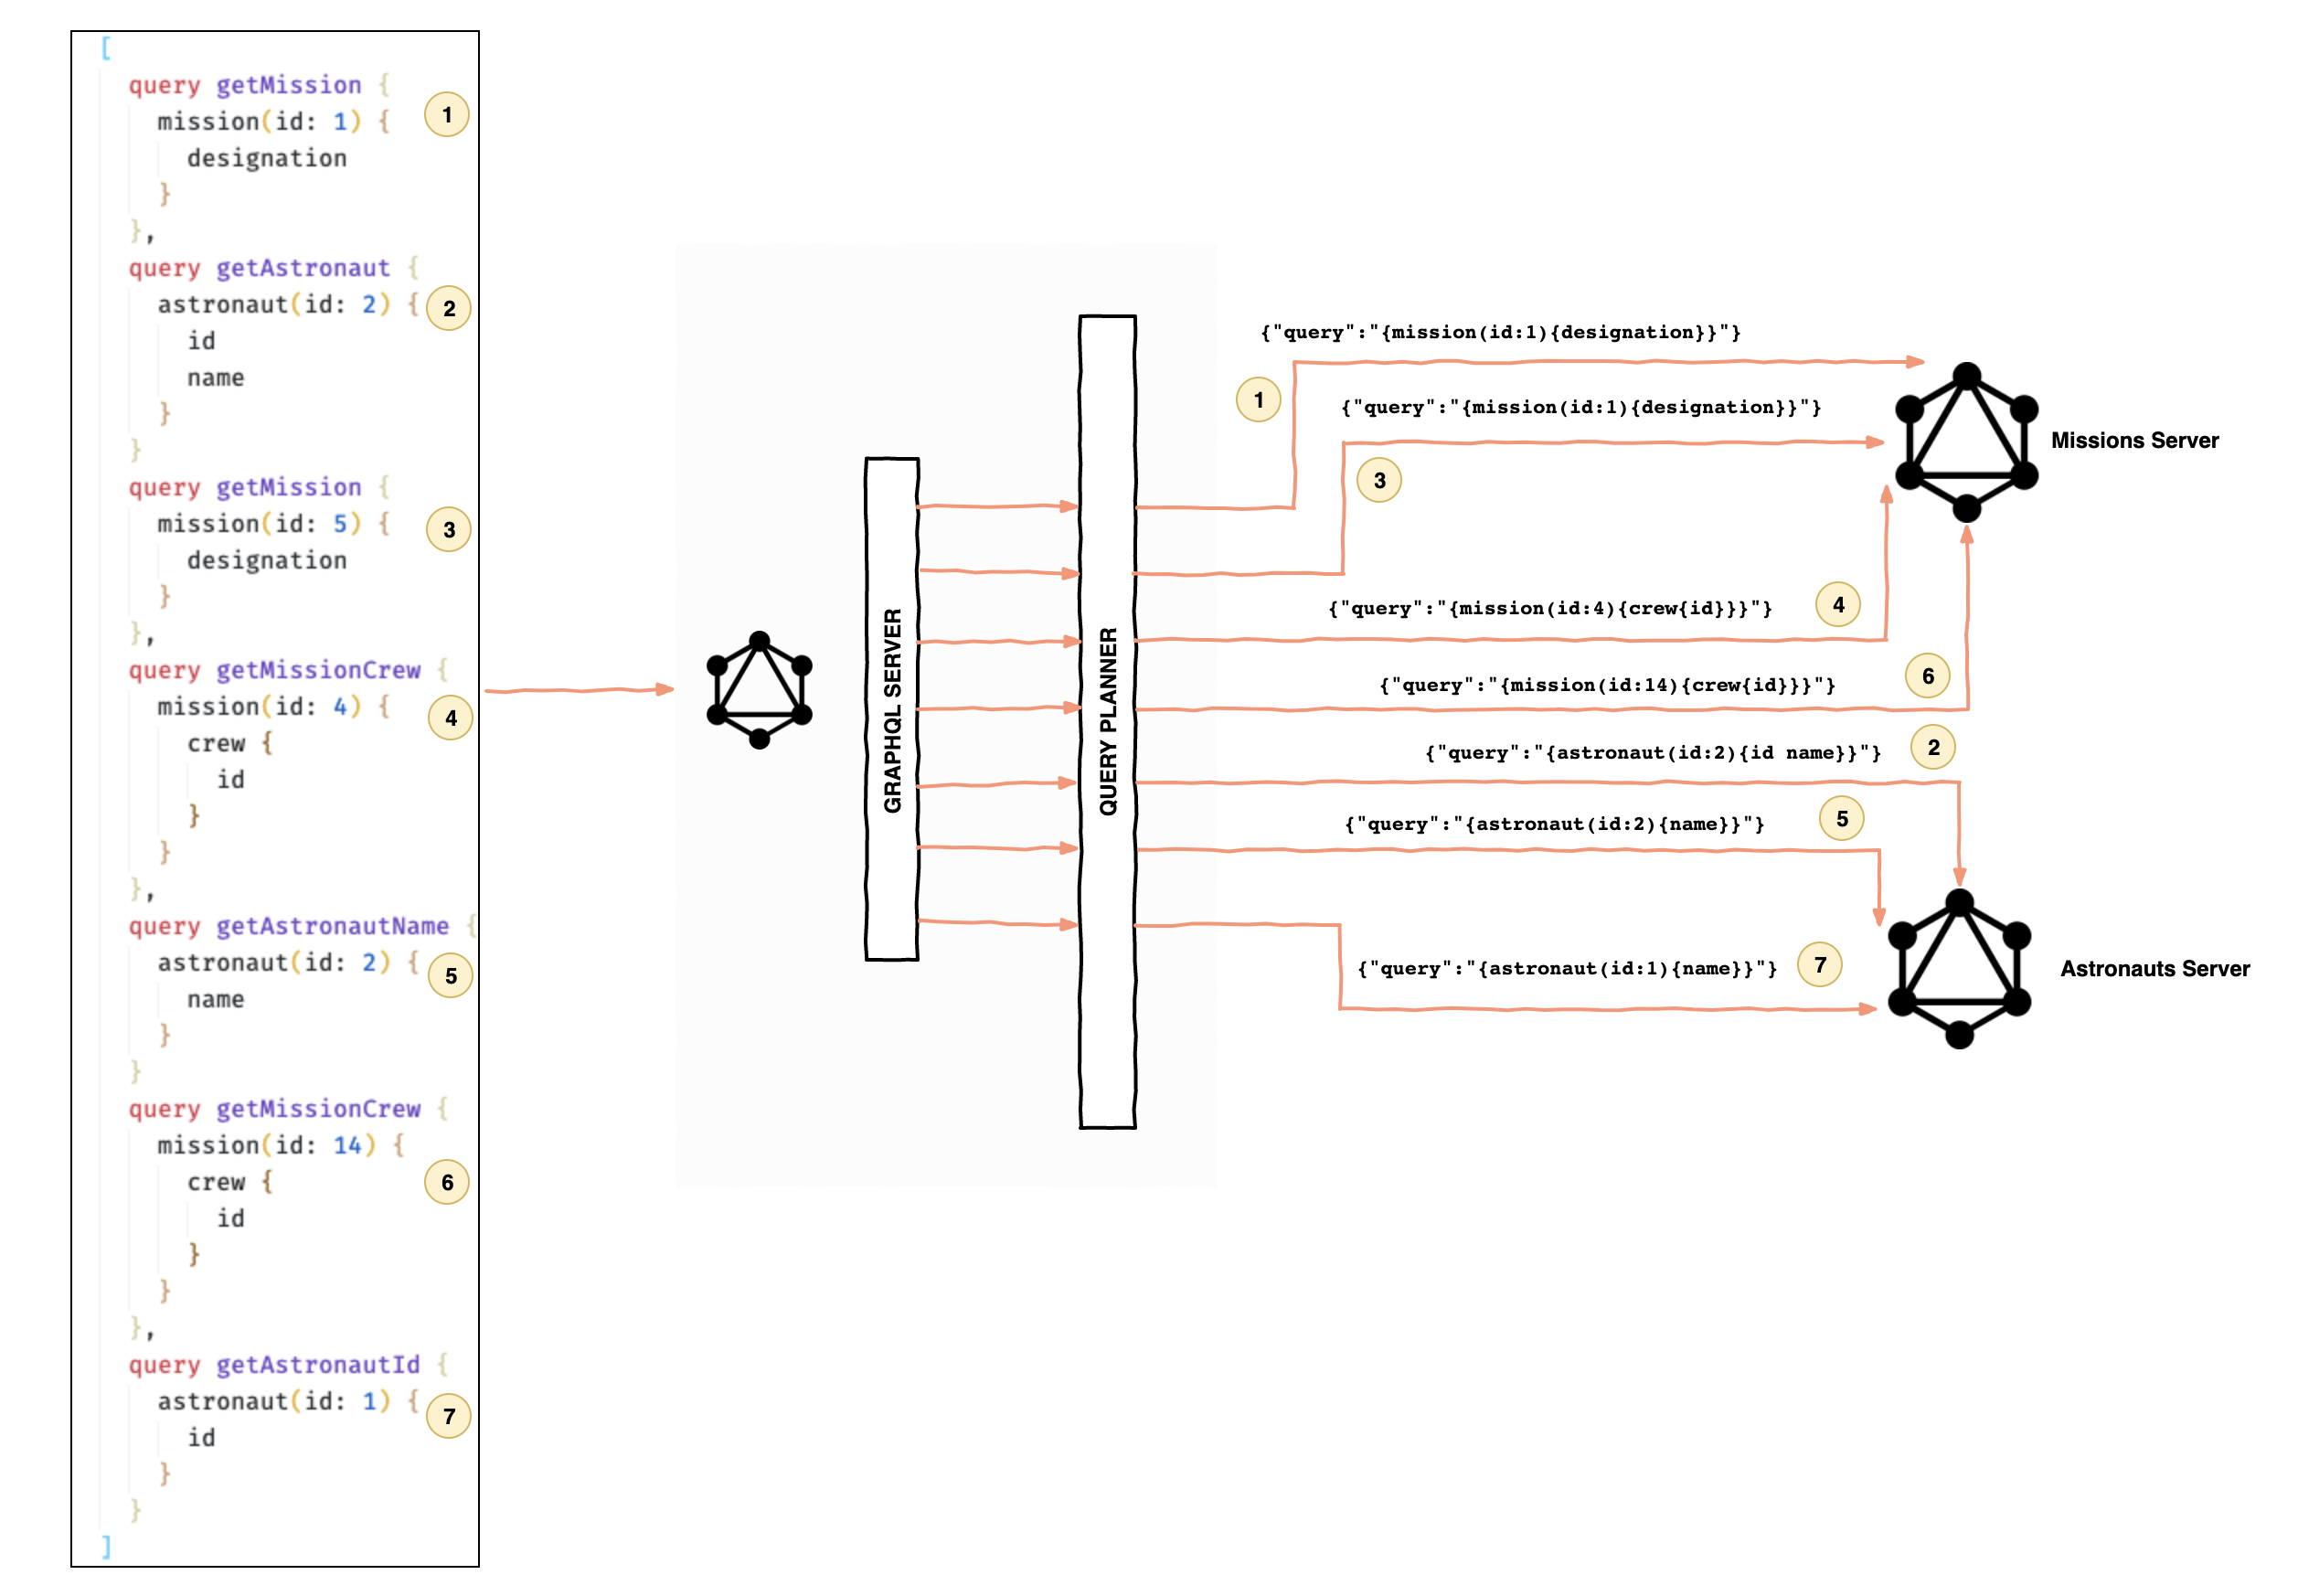 [
query getMission {
mission(id: 1) {
designation
}
},
query getAstronaut {
astronaut(id: 2) {
id
name
}
}
query getMission {
mission(id: 5) {
designation
}
},
query getMissionCrew {
mission(id: 4) {
crew {
id
}
}
},
query getAstronautName {
astronaut(id: 2) {
name
}
}
query getMissionCrew {
mission(id: 14) {
crew {
id
}
}
},
query getAstronautId {
astronaut(id: 1) {
id
}
}
]
1
2
3
4
5
6
7
GRAPHQL SERVER
QUERY PLANNER
{"query":"{mission(id:1){designation}}"}
1
{"query":"{mission(id:1){designation}}"}
3
{"query":"{mission(id:4){crew{id}}}"}
4
{"query":"{mission(id:14){crew{id}}}"}
6
{"query":"{astronaut(id:2){id name}}"}
2
{"query":"{astronaut(id:2){name}}"}
5
{"query":"{astronaut(id:1){name}}"}
7
Missions Server
Astronauts Server